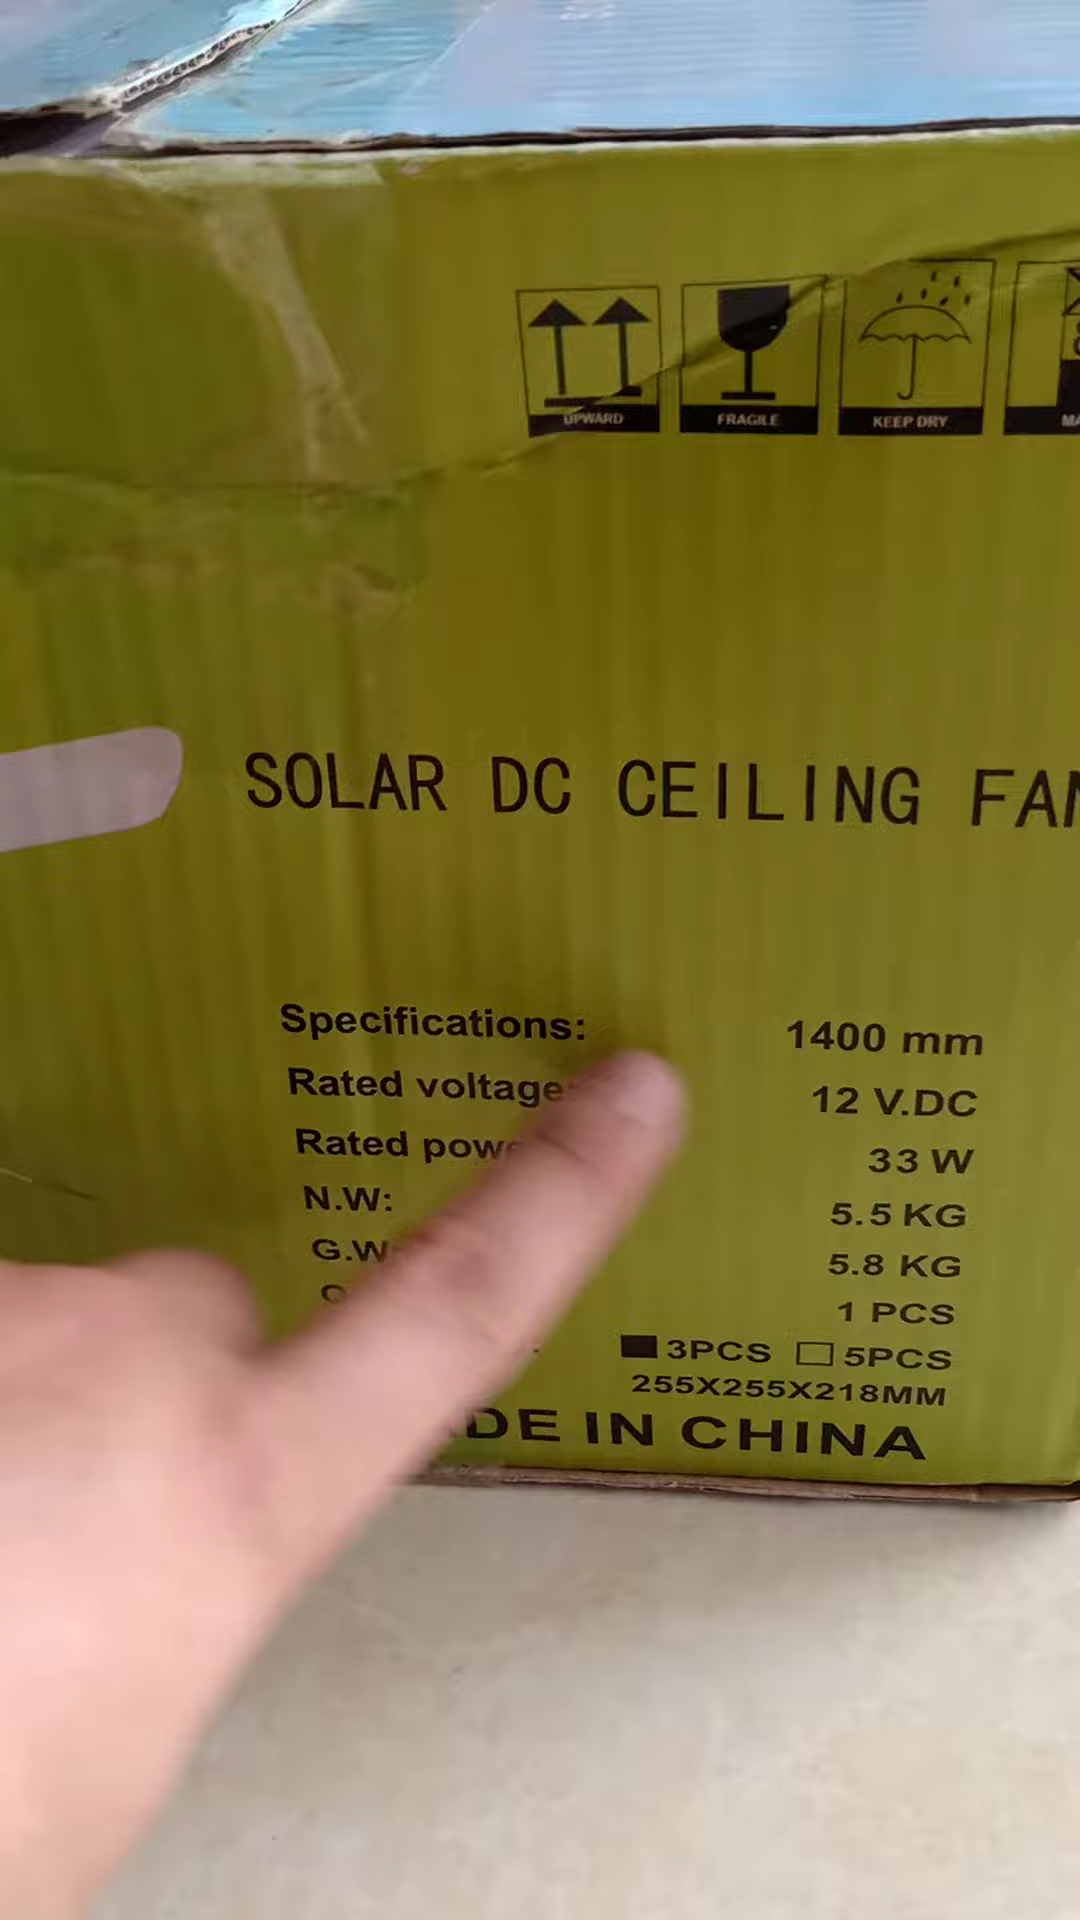 UPWARD FRAGILE KEEP DRY
SOLAR DC CEILING FAN
Specifications: 1400 mm
Rated voltage: 12 V.DC
Rated 33 W
N.W: 5.5 KG
G.W: 5.8 KG
1 PCS
3PCS 5PCS
255X255X218MM
IN CHINA